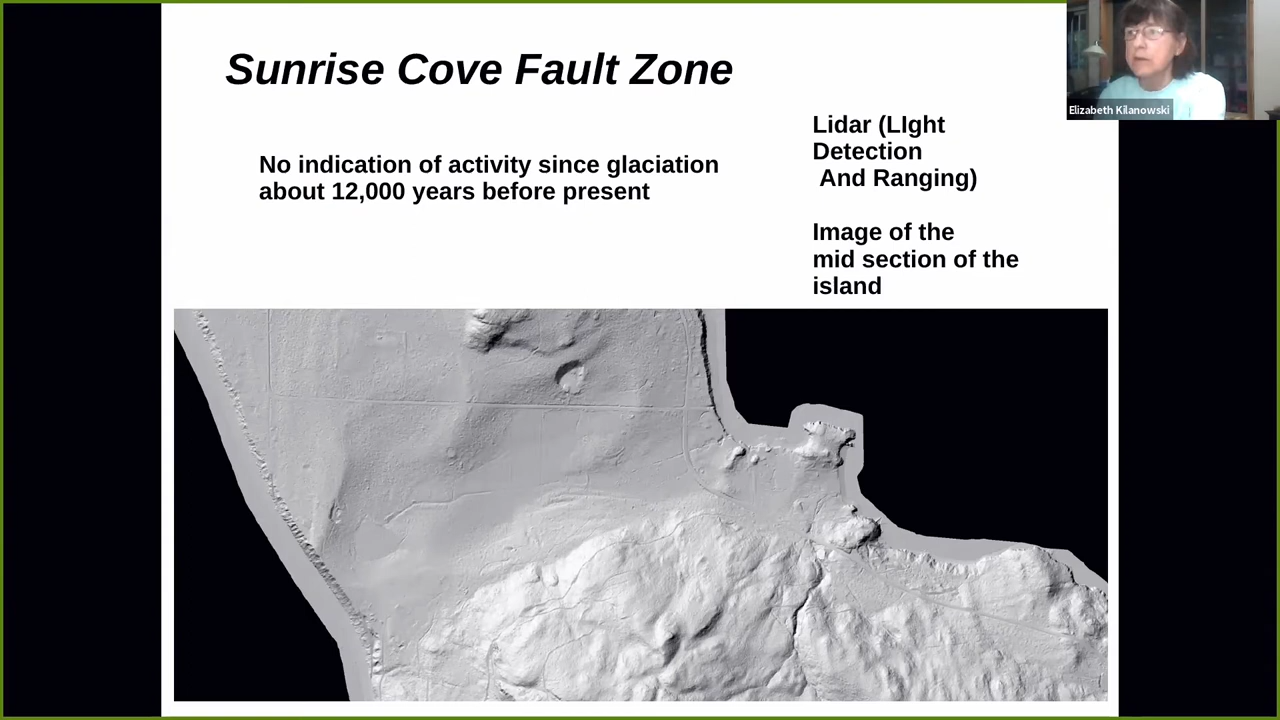 Sunrise Cove Fault Zone
No indication of activity since glaciation
about 12,000 years before present
Lidar (LIght
Detection
And Ranging)
Image of the
mid section of the
island
Elizabeth Kilanowski